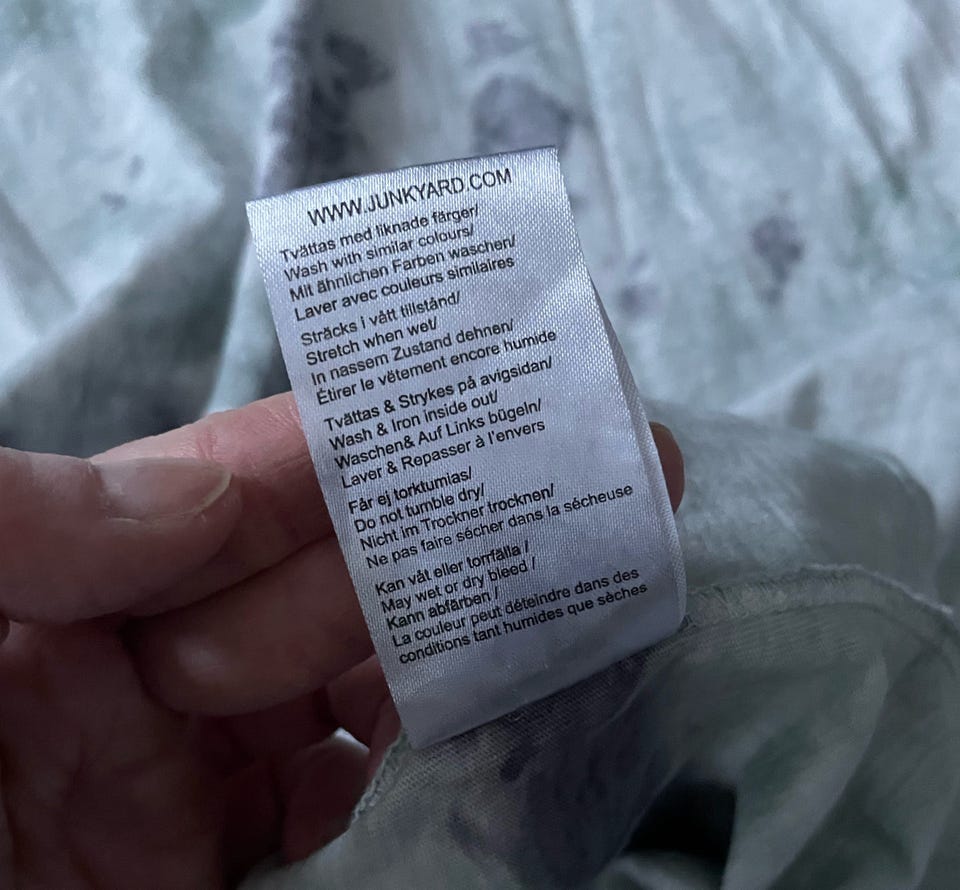 WWW.JUNKYARD.COM
Tvättas med liknade färger/
Wash with similar colours/
Mit ähnlichen Farben waschen/
Laver avec couleurs similaires
Sträcks i vått tillstånd/
Stretch when wet/
In nassem Zustand dehnen/
Étirer le vêtement encore humide
Tvättas & Strykes på avigsidan/
Wash & Iron inside out/
Waschen& Auf Links bügeln/
Laver & Repasser à l'envers
Får ej torktumlas/
Do not tumble dry/
Nicht im Trockner trocknen/
Ne pas faire sécher dans la sécheuse
Kan våt eller torrfälla /
May wet or dry bleed /
Kann abfärben /
La couleur peut déteindre dans des
conditions tant humides que sèches